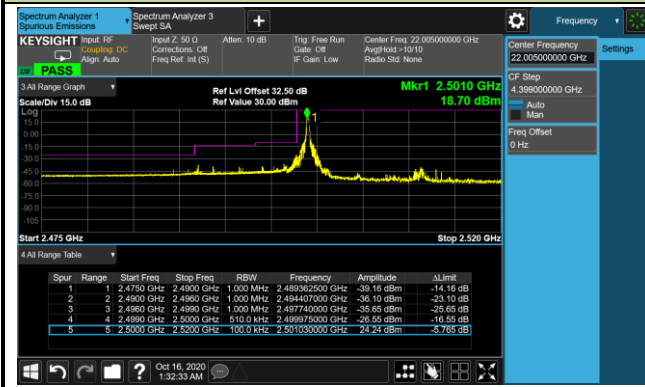 Spectrum Analyzer 1
Spurious Emissions
Spectrum Analyzer 3
Swept SA
Frequency
KEYSIGHT
Input: RF
Coupling: DC
Align: Auto
Input Z: 50 Ω
Corrections: Off
Freq Ref: Int (S)
Atten: 10 dB
Trig: Free Run
Gate: Off
IF Gain: Low
Center Freq: 22.005000000 GHz
Avg|Hold:>10/10
Radio Std: None
PASS
Center Frequency
22.005000000 GHz
Settings
CF Step
4.399000000 GHz
Auto
Man
Freq Offset
0 Hz
3 All Range Graph
Scale/Div 15.0 dB
Ref Lvl Offset 32.50 dB
Ref Value 30.00 dBm
Mkr1 2.5010 GHz
18.70 dBm
Log
15.0
0.00
-15.0
-30.0
-45.0
-60.0
-75.0
-90.0
-105
1
Start 2.475 GHz
Stop 2.520 GHz
4 All Range Table
Spur Range Start Freq Stop Freq RBW Frequency Amplitude ΔLimit
1 1 2.4750 GHz 2.4900 GHz 1.000 MHz 2.489362500 GHz -39.16 dBm -14.16 dB
2 2 2.4900 GHz 2.4960 GHz 1.000 MHz 2.494407000 GHz -36.10 dBm -23.10 dB
3 3 2.4960 GHz 2.4990 GHz 1.000 MHz 2.497740000 GHz -35.65 dBm -25.65 dB
4 4 2.4990 GHz 2.5000 GHz 510.0 kHz 2.499975000 GHz -26.55 dBm -16.55 dB
5 5 2.5000 GHz 2.5200 GHz 100.0 kHz 2.501030000 GHz 24.24 dBm -5.765 dB
Oct 16, 2020
1:32:33 AM